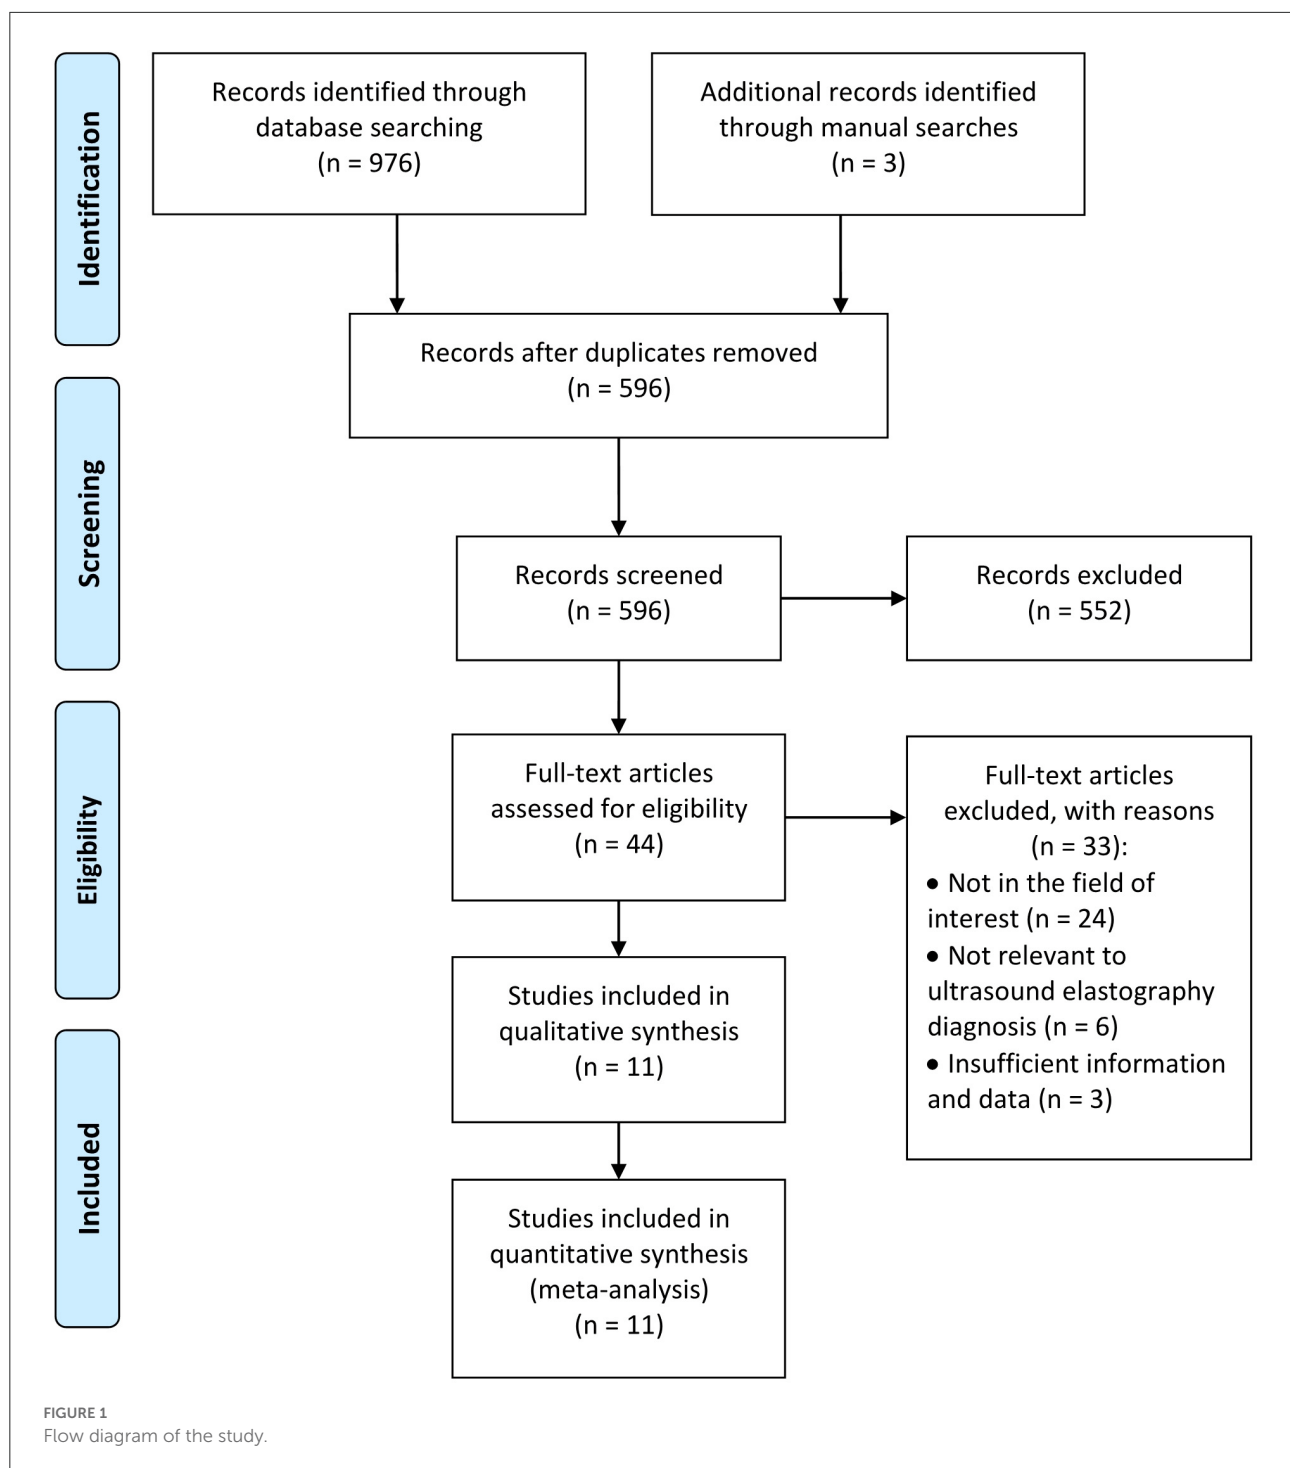 Identification
Records identified through
database searching
(n = 976)
Additional records identified
through manual searches
(n = 3)
Records after duplicates removed
(n = 596)
Screening
Records screened
(n = 596)
Records excluded
(n = 552)
Eligibility
Full-text articles
assessed for eligibility
(n = 44)
Full-text articles
excluded, with reasons
(n = 33):
• Not in the field of
interest (n = 24)
• Not relevant to
ultrasound elastography
diagnosis (n = 6)
• Insufficient information
and data (n = 3)
Studies included in
qualitative synthesis
(n = 11)
Included
Studies included in
quantitative synthesis
(meta-analysis)
(n = 11)
FIGURE 1
Flow diagram of the study.